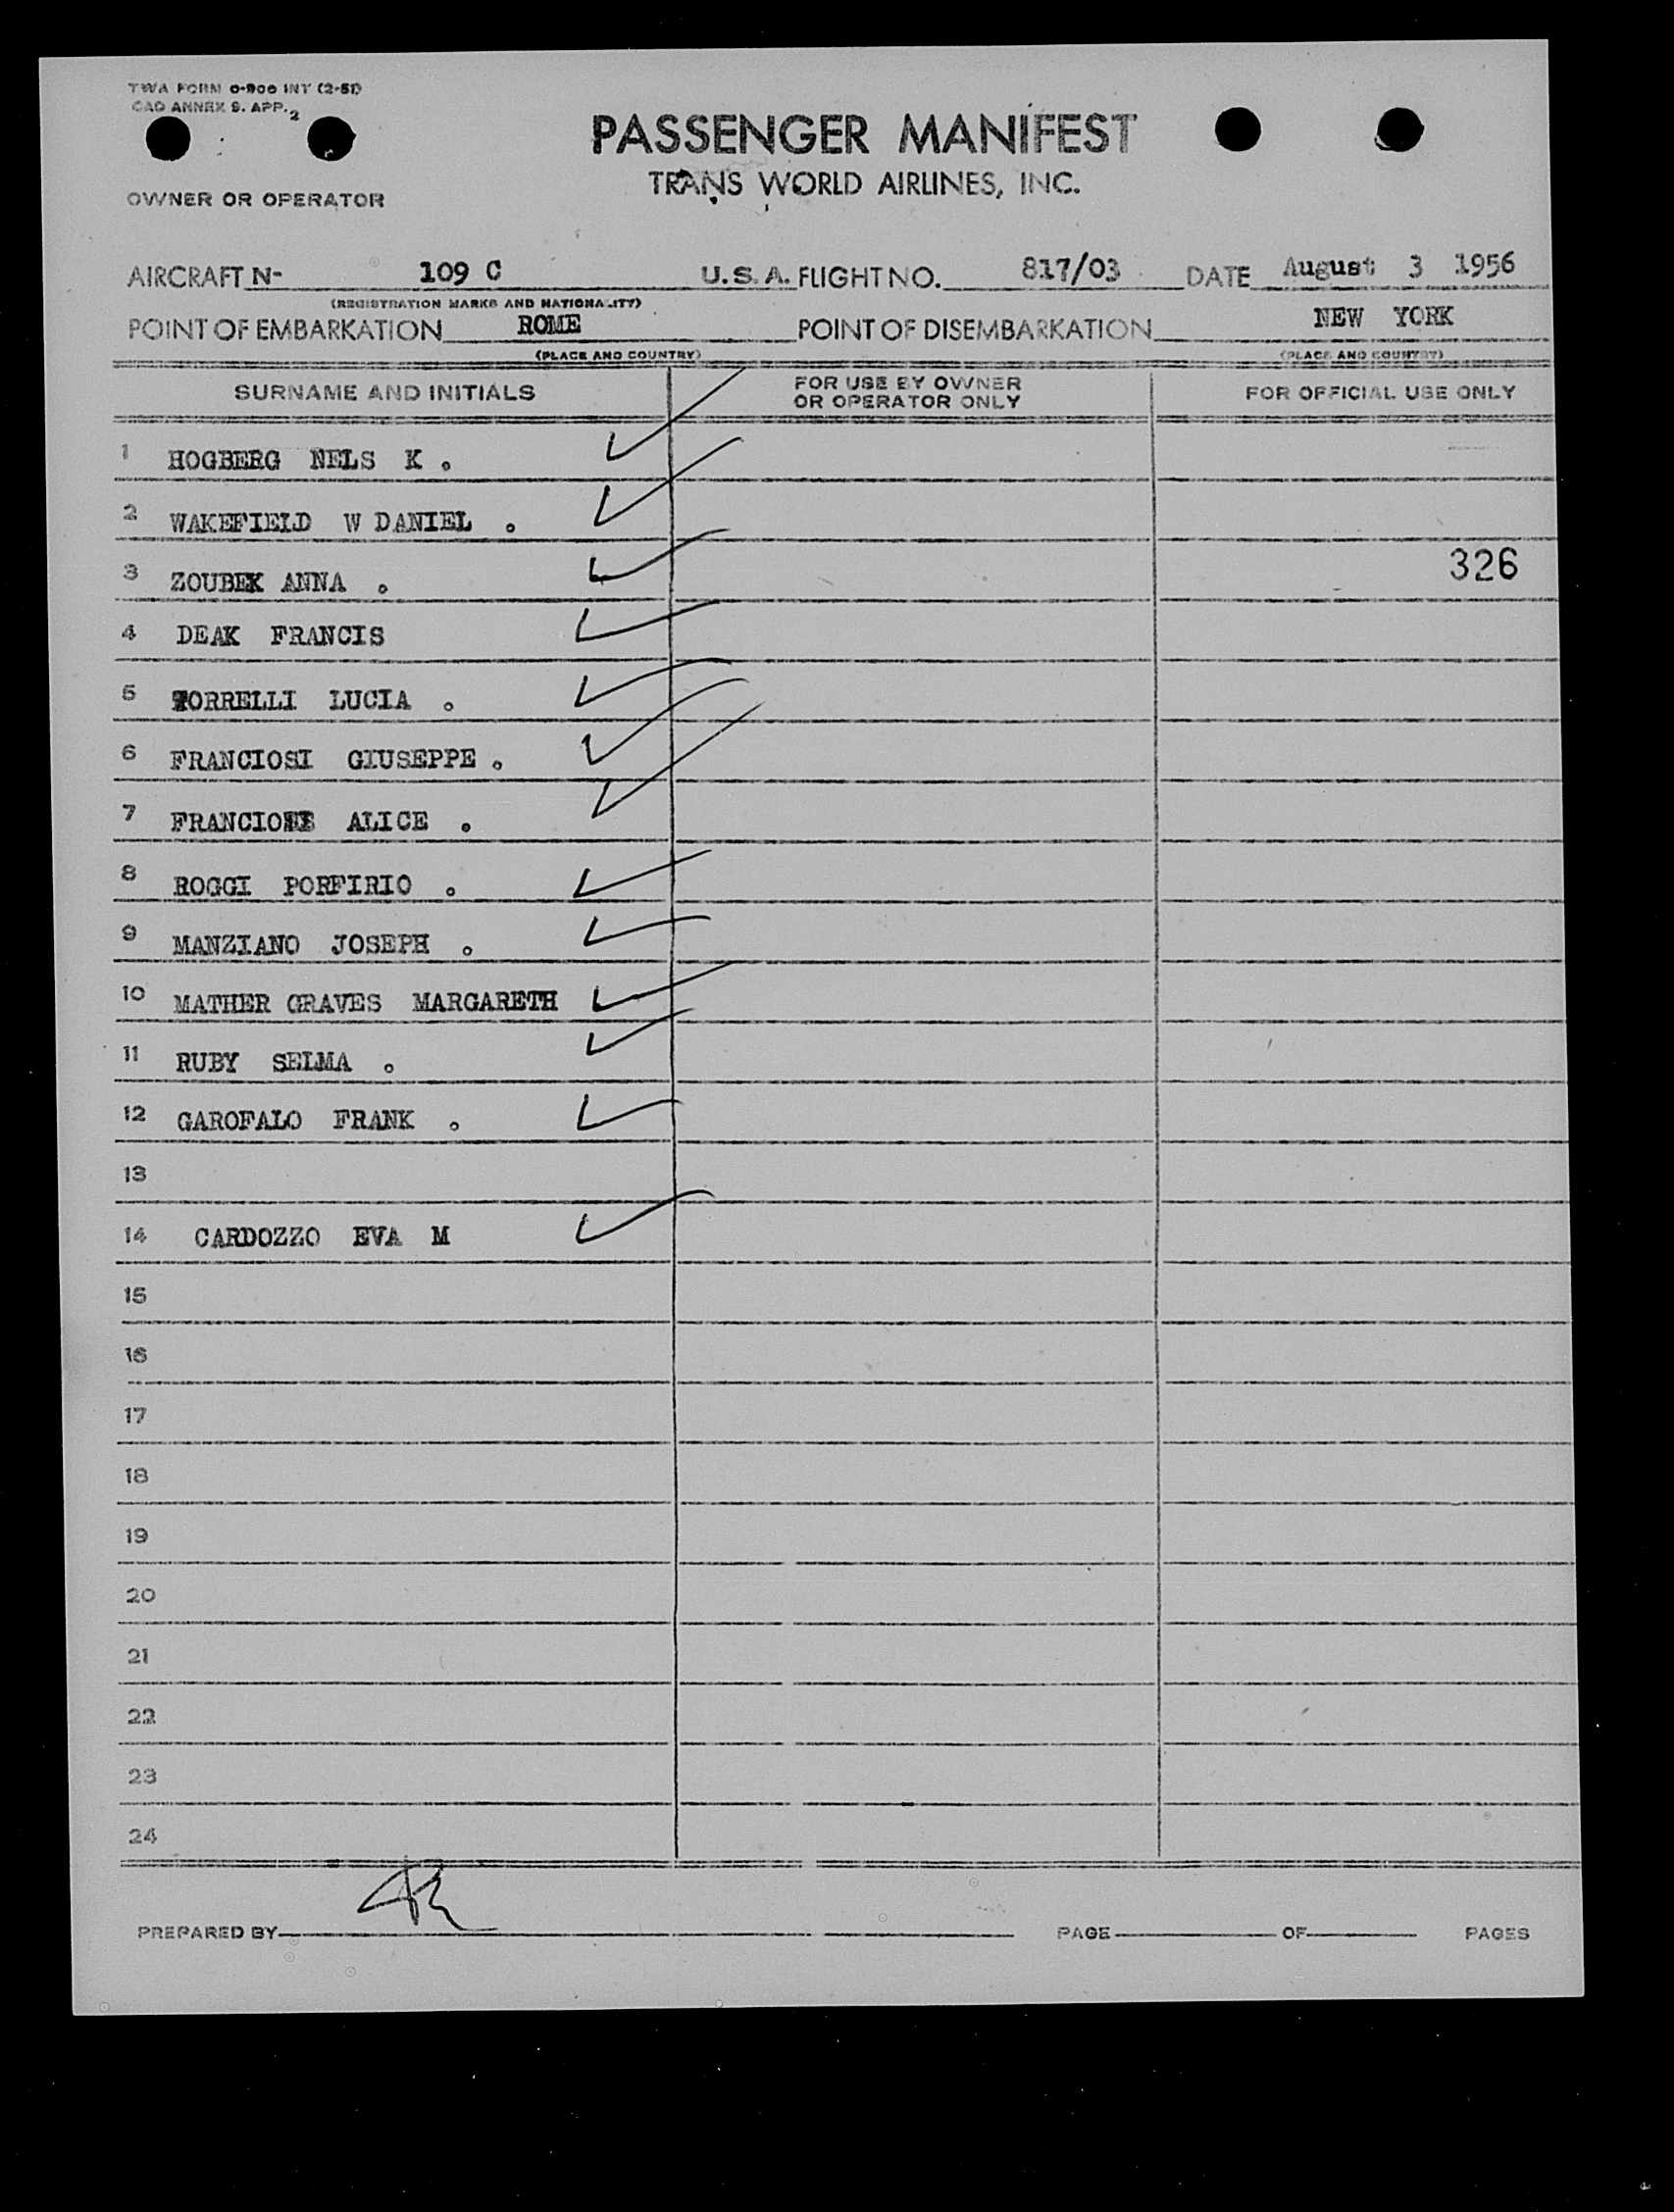 TWA FORM 0-900 INT (2-51)
CAO ANNEX 9. APP. 2
PASSENGER MANIFEST
TRANS WORLD AIRLINES, INC.
OWNER OR OPERATOR
AIRCRAFT N- 109 C U.S.A. FLIGHT NO. 817/03 DATE August 3 1956
(REGISTRATION MARKS AND NATIONALITY)
POINT OF EMBARKATION ROME POINT OF DISEMBARKATION NEW YORK
(PLACE AND COUNTRY) (PLACE AND COUNTRY)
SURNAME AND INITIALS FOR USE BY OWNER OR OPERATOR ONLY FOR OFFICIAL USE ONLY
1 HOGBERG NELS K .
2 WAKEFIELD W DANIEL .
3 ZOUBEK ANNA . 326
4 DEAK FRANCIS
5 TORRELLI LUCIA .
6 FRANCIOSI GIUSEPPE .
7 ALICE .
8 ROGGI PORFIRIO .
9 MANZIANO JOSEPH .
10 MATHER GRAVES MARGARETH
11 RUBY SELMA .
12 GAROFALO FRANK .
13
14 CARDOZZO EVA M
15
16
17
18
19
20
21
22
23
24
PREPARED BY PAGE OF PAGES